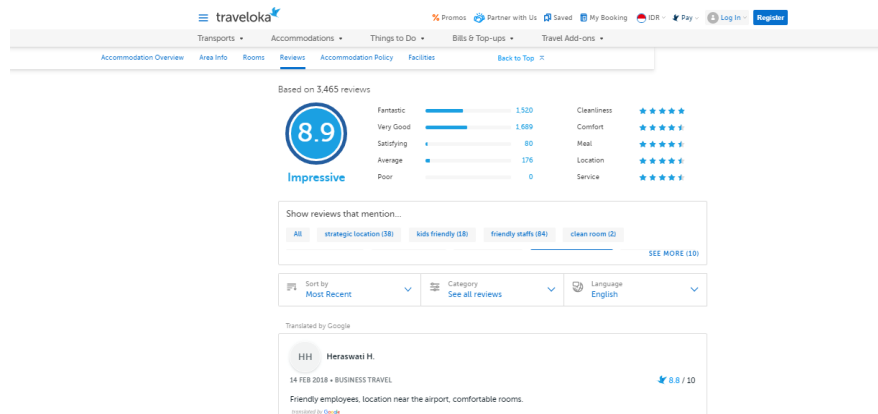 traveloka
% Promos Partner with Us Saved My Booking IDR Pay Log In Register
Transports Accommodations Things to Do Bills & Top-ups Travel Add-ons
Accommodation Overview Area Info Rooms Reviews Accommodation Policy Facilities Back to Top
Based on 3,465 reviews
8.9
Impressive
Fantastic 1,520
Very Good 1,689
Satisfying 80
Average 176
Poor 0
Cleanliness
Comfort
Meal
Location
Service
Show reviews that mention...
All strategic location (38) kids friendly (18) friendly staffs (84) clean room (2)
SEE MORE (10)
Sort by
Most Recent
Category
See all reviews
Language
English
Translated by Google
HH Heraswati H.
14 FEB 2018 • BUSINESS TRAVEL 8.8 / 10
Friendly employees, location near the airport, comfortable rooms.
translated by Google